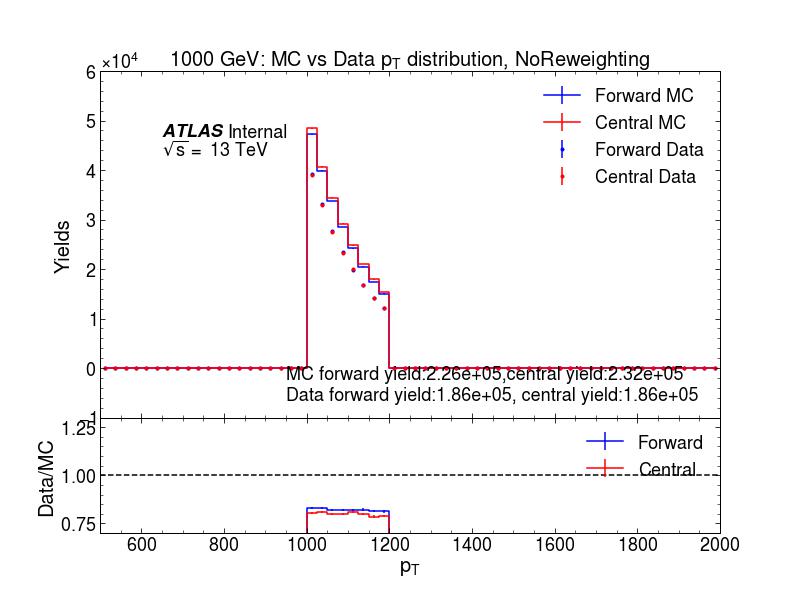 ×10⁴
1000 GeV: MC vs Data p_T distribution, NoReweighting
6
5
4
3
2
1
0
−1
Yields
ATLAS Internal
√s = 13 TeV
Forward MC
Central MC
Forward Data
Central Data
MC forward yield:2.26e+05,central yield:2.32e+05
Data forward yield:1.86e+05, central yield:1.86e+05
1.25
1.00
0.75
Data/MC
Forward
Central
600 800 1000 1200 1400 1600 1800 2000
p_T